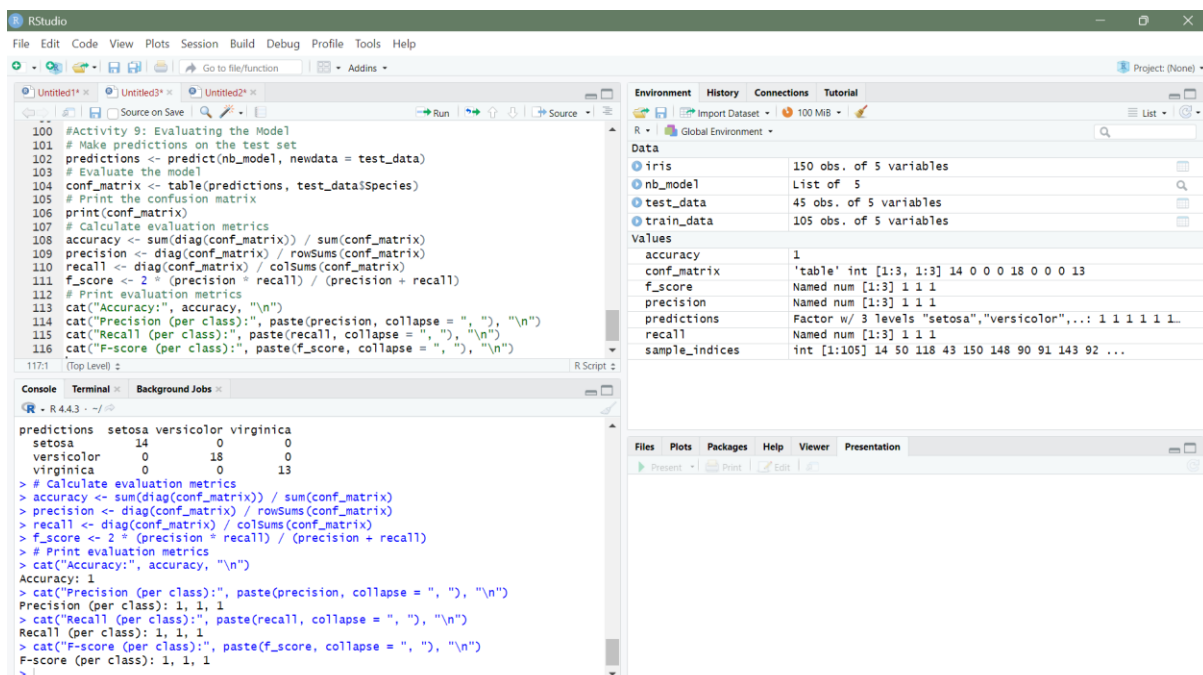 RStudio
File Edit Code View Plots Session Build Debug Profile Tools Help
Go to file/function Addins Project: (None)
Untitled1* Untitled3* Untitled2*
Source on Save Run Source
100 #Activity 9: Evaluating the Model
101 # Make predictions on the test set
102 predictions <- predict(nb_model, newdata = test_data)
103 # Evaluate the model
104 conf_matrix <- table(predictions, test_data$Species)
105 # Print the confusion matrix
106 print(conf_matrix)
107 # Calculate evaluation metrics
108 accuracy <- sum(diag(conf_matrix)) / sum(conf_matrix)
109 precision <- diag(conf_matrix) / rowSums(conf_matrix)
110 recall <- diag(conf_matrix) / colSums(conf_matrix)
111 f_score <- 2 * (precision * recall) / (precision + recall)
112 # Print evaluation metrics
113 cat("Accuracy:", accuracy, "\n")
114 cat("Precision (per class):", paste(precision, collapse = ", "), "\n")
115 cat("Recall (per class):", paste(recall, collapse = ", "), "\n")
116 cat("F-score (per class):", paste(f_score, collapse = ", "), "\n")
117:1 (Top Level) R Script
Console Terminal Background Jobs
R 4.4.3 · ~/
predictions setosa versicolor virginica
setosa 14 0 0
versicolor 0 18 0
virginica 0 0 13
> # Calculate evaluation metrics
> accuracy <- sum(diag(conf_matrix)) / sum(conf_matrix)
> precision <- diag(conf_matrix) / rowSums(conf_matrix)
> recall <- diag(conf_matrix) / colSums(conf_matrix)
> f_score <- 2 * (precision * recall) / (precision + recall)
> # Print evaluation metrics
> cat("Accuracy:", accuracy, "\n")
Accuracy: 1
> cat("Precision (per class):", paste(precision, collapse = ", "), "\n")
Precision (per class): 1, 1, 1
> cat("Recall (per class):", paste(recall, collapse = ", "), "\n")
Recall (per class): 1, 1, 1
> cat("F-score (per class):", paste(f_score, collapse = ", "), "\n")
F-score (per class): 1, 1, 1
>
Environment History Connections Tutorial
Import Dataset 100 MiB List
R Global Environment
Data
iris 150 obs. of 5 variables
nb_model List of 5
test_data 45 obs. of 5 variables
train_data 105 obs. of 5 variables
Values
accuracy 1
conf_matrix 'table' int [1:3, 1:3] 14 0 0 0 18 0 0 0 13
f_score Named num [1:3] 1 1 1
precision Named num [1:3] 1 1 1
predictions Factor w/ 3 levels "setosa","versicolor",..: 1 1 1 1 1 1…
recall Named num [1:3] 1 1 1
sample_indices int [1:105] 14 50 118 43 150 148 90 91 143 92 ...
Files Plots Packages Help Viewer Presentation
Present Print Edit